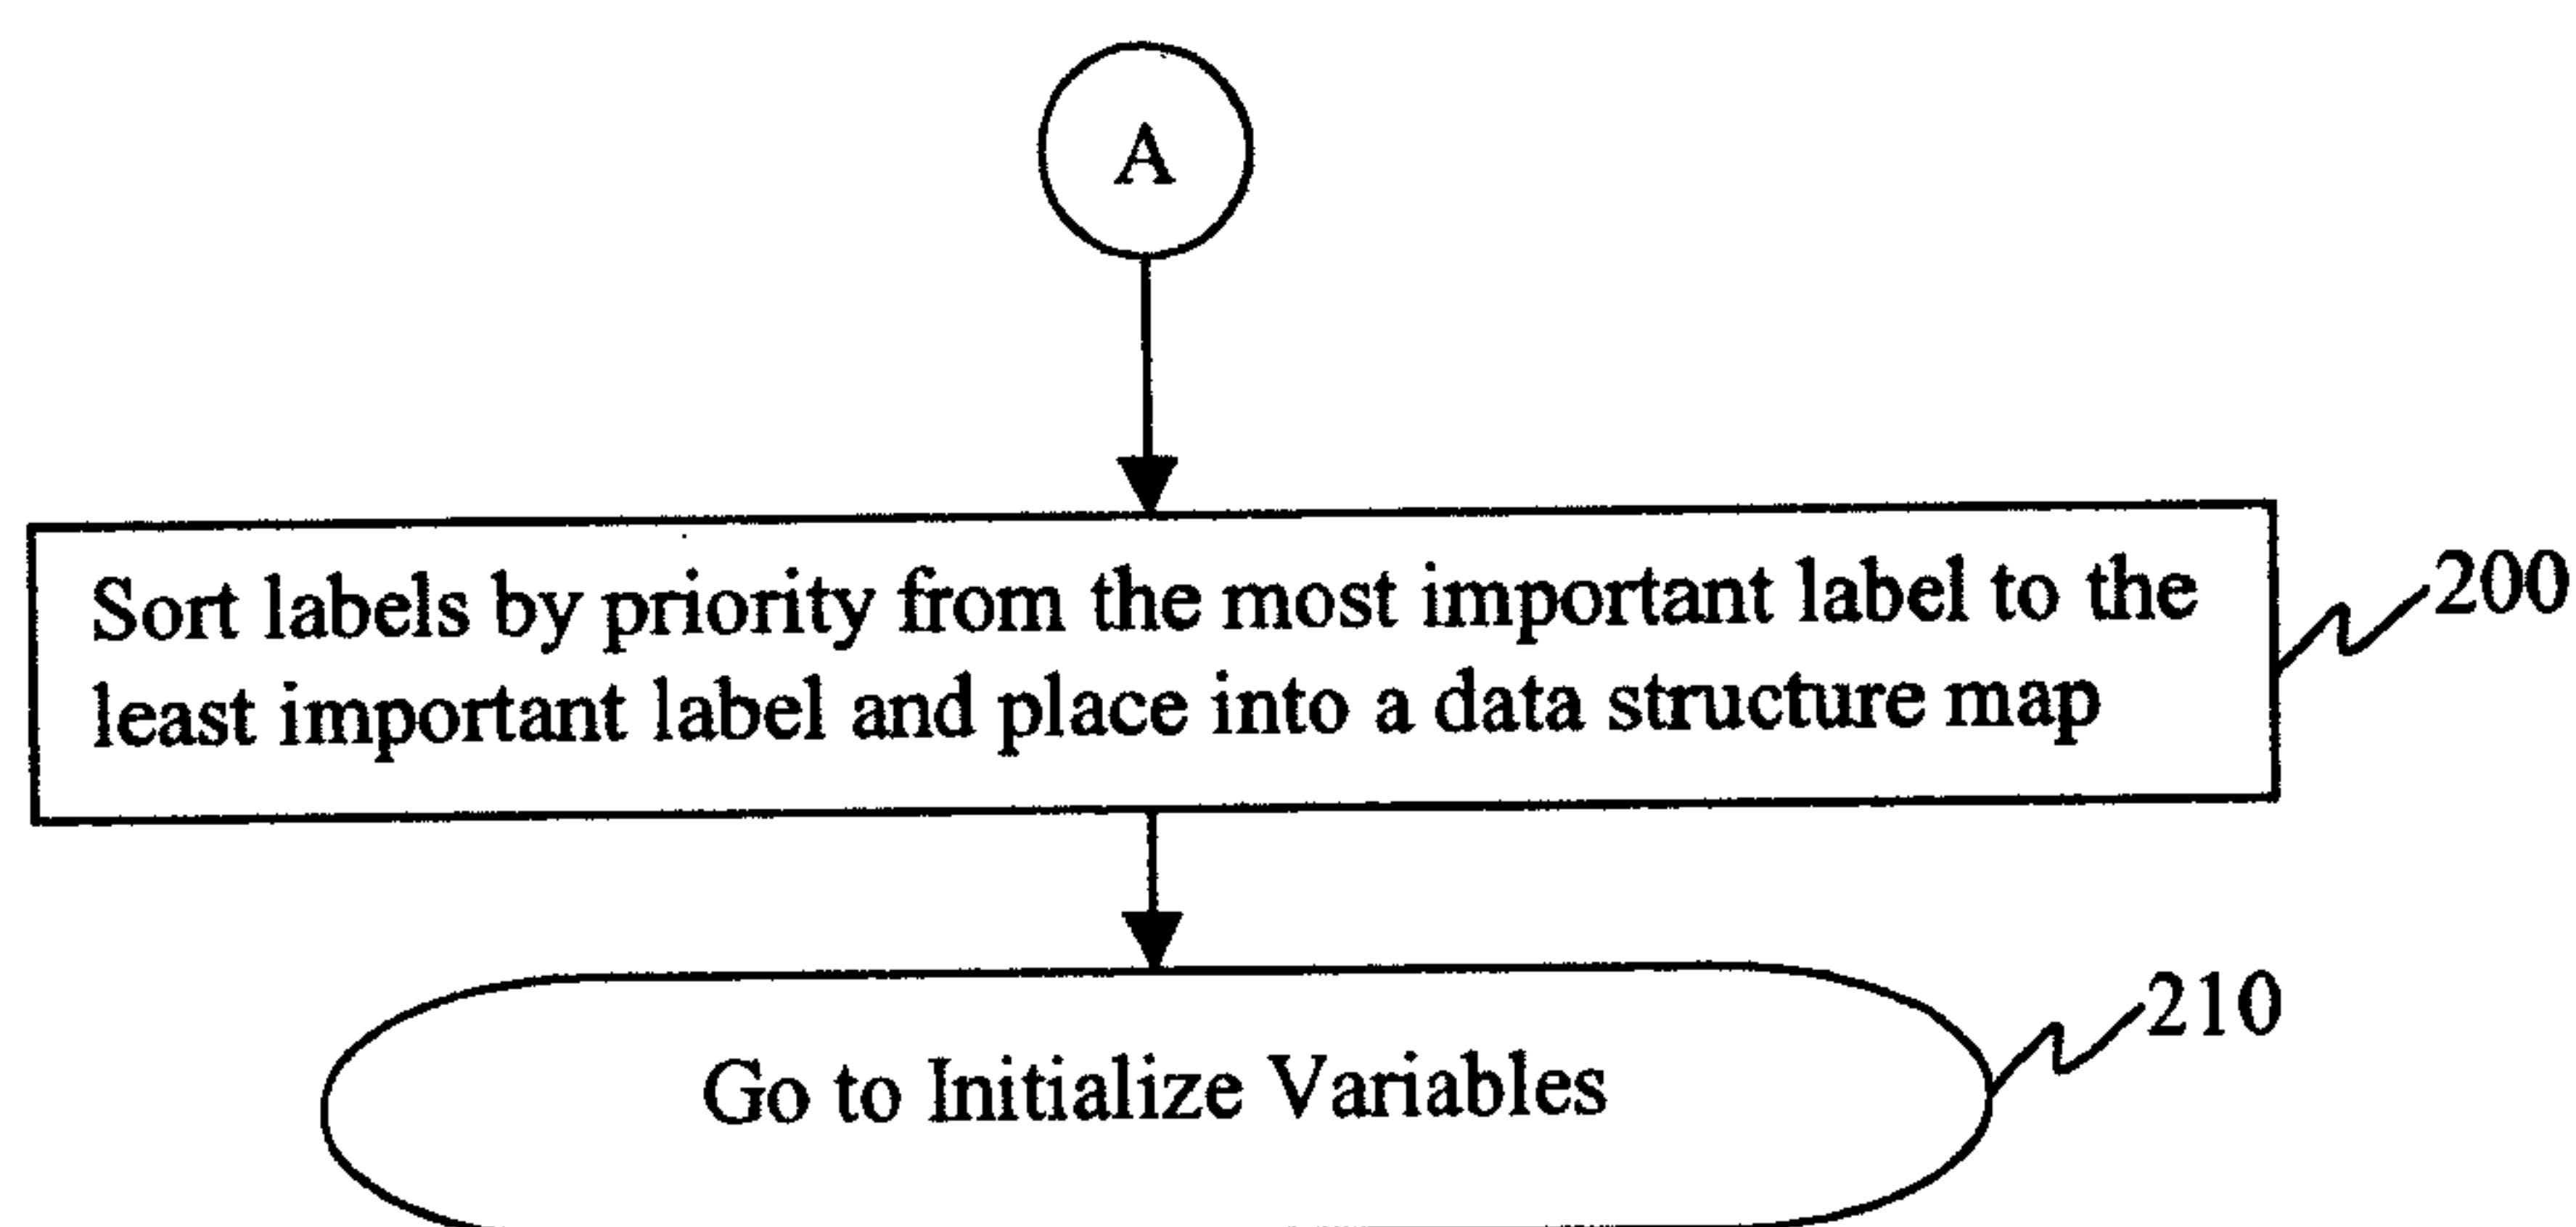 A
Sort labels by priority from the most important label to the
200
least important label and place into a data structure map
210
Go to Initialize Variables